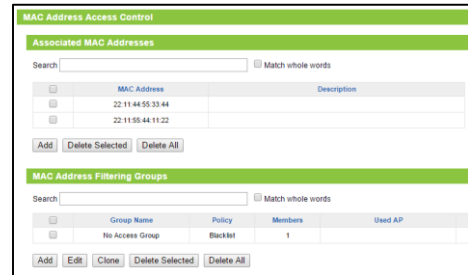 MAC Address Access Control
Associated MAC Addresses
Search Match whole words
MAC Address Description
22:11:44:55:33:44
22:11:55:44:11:22
Add Delete Selected Delete All
MAC Address Filtering Groups
Search Match whole words
Group Name Policy Members Used AP
No Access Group Blacklist 1
Add Edit Clone Delete Selected Delete All